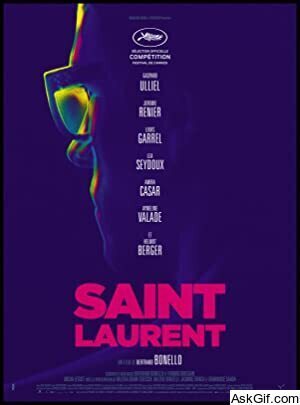 SÉLECTION OFFICIELLE
COMPÉTITION
FESTIVAL DE CANNES
GASPARD
ULLIEL
JÉRÉMIE
RENIER
LOUIS
GARREL
LÉA
SEYDOUX
AMIRA
CASAR
AYMELINE
VALADE
ET
HELMUT
BERGER
SAINT
LAURENT
UN FILM DE BERTRAND BONELLO
AskGif.com